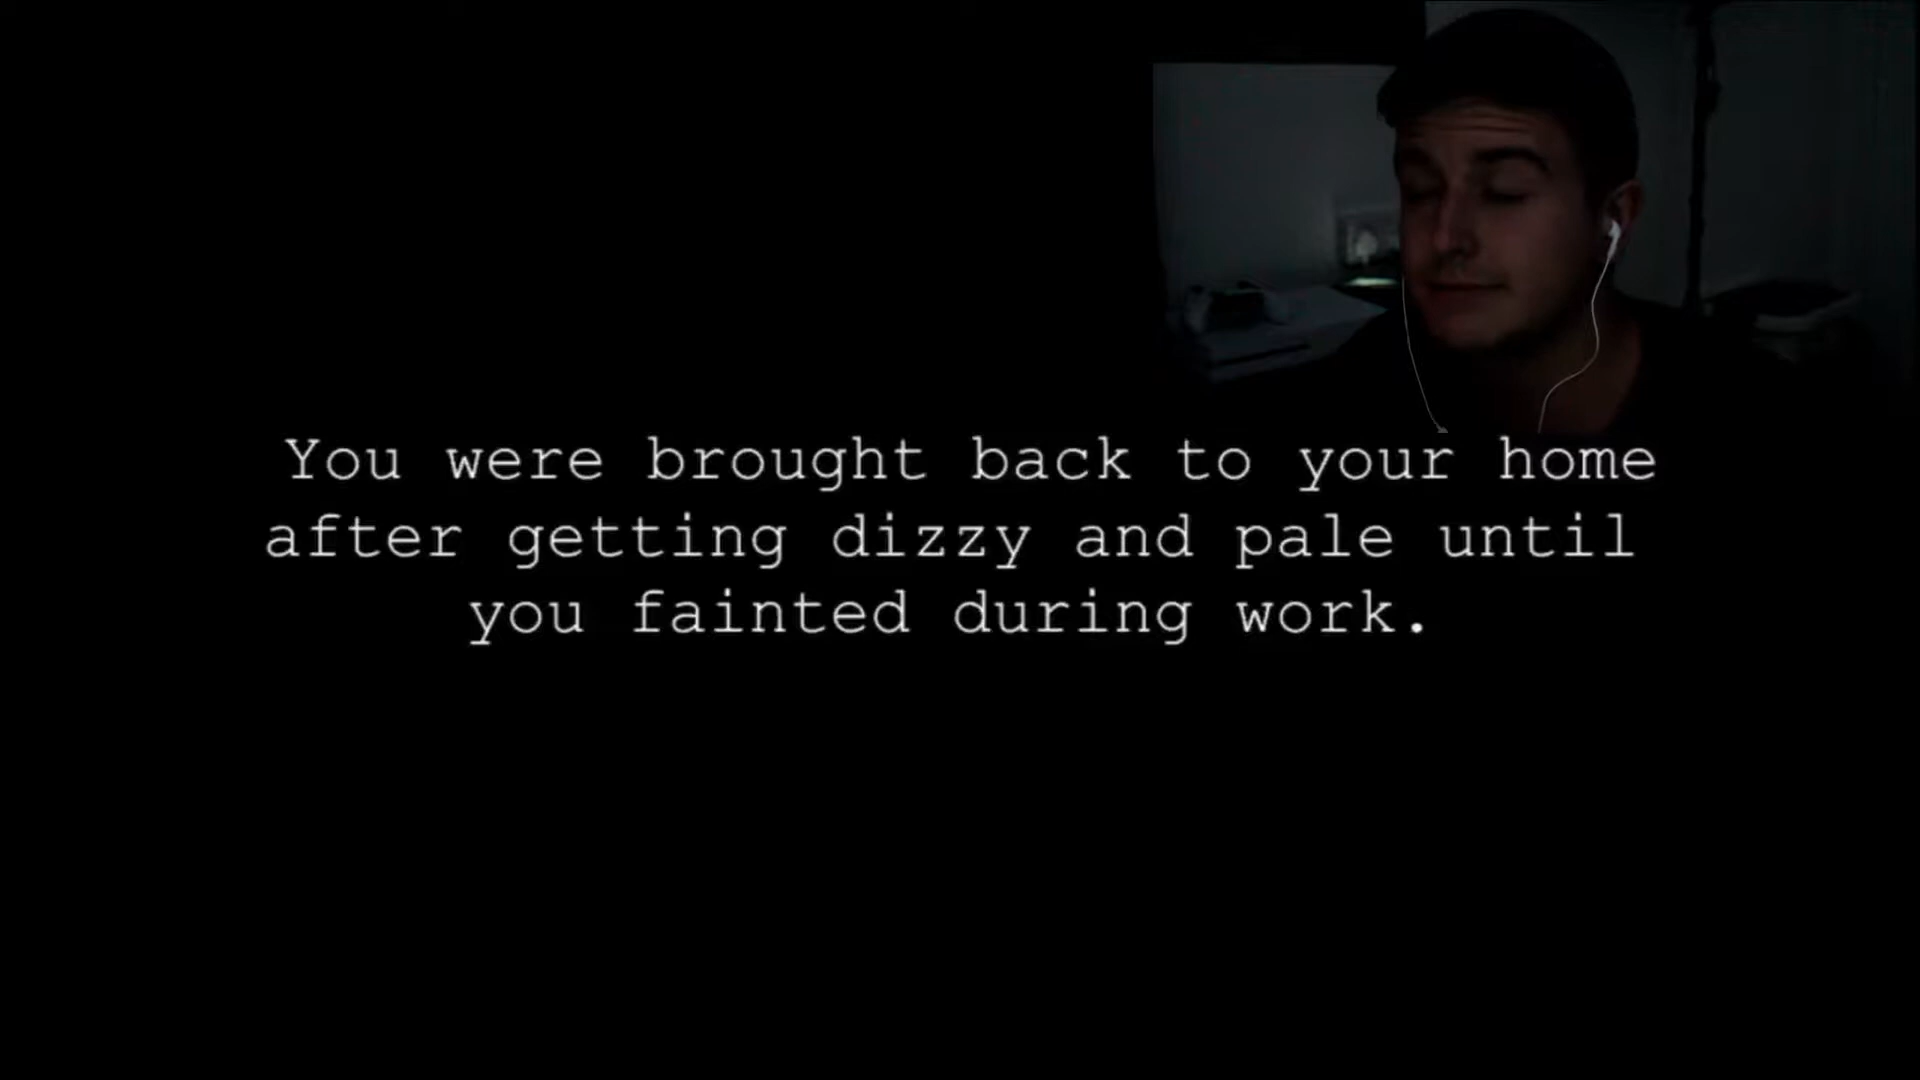 You were brought back to your home
after getting dizzy and pale until
you fainted during work.